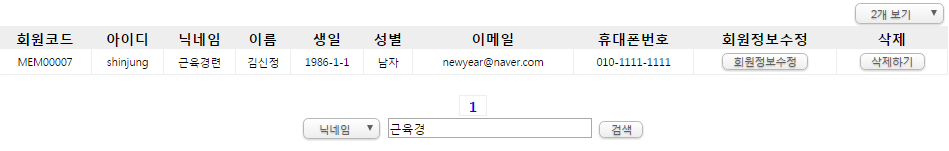 2개 보기
회원코드 아이디 닉네임 이름 생일 성별 이메일 휴대폰번호 회원정보수정 삭제
MEM00007 shinjung 근육경련 김신정 1986-1-1 남자 newyear@naver.com 010-1111-1111 회원정보수정 삭제하기
1
닉네임 근육경 검색